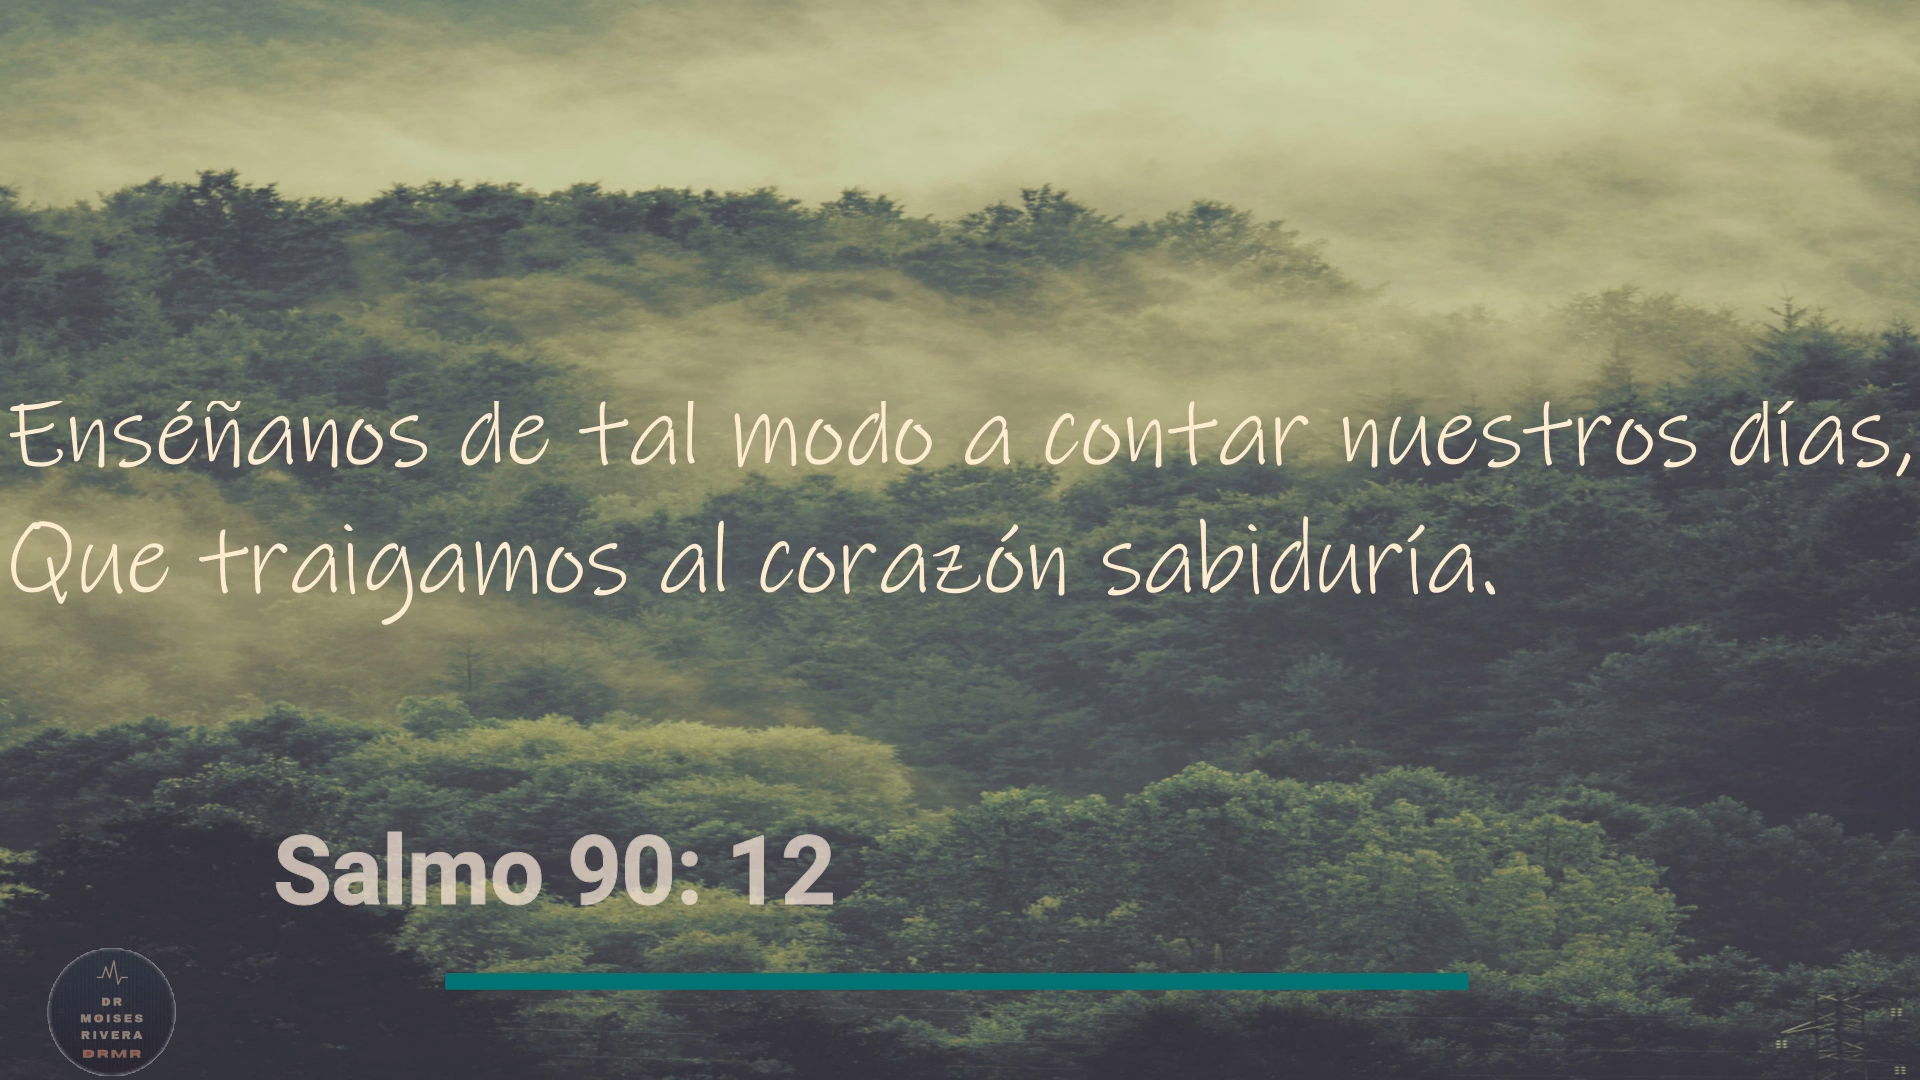 Enséñanos de tal modo a contar nuestros días,
Que traigamos al corazón sabiduría.
Salmo 90: 12
DR
MOISES
RIVERA
DRMR